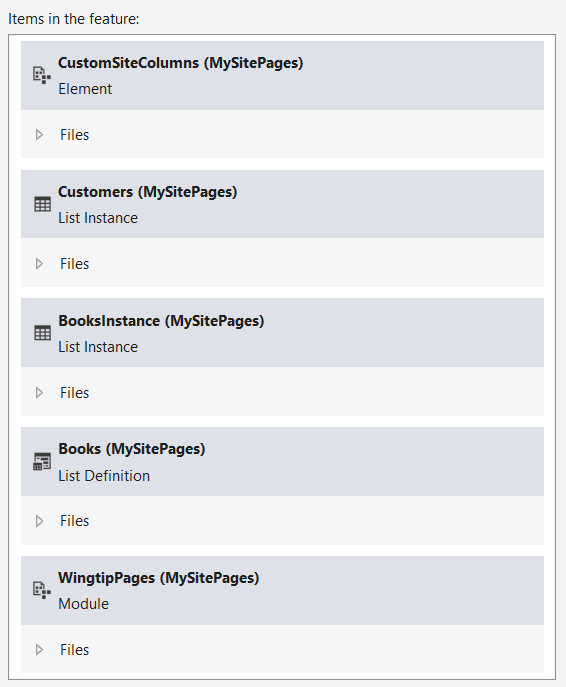 Items in the feature:
CustomSiteColumns (MySitePages)
Element
Files
Customers (MySitePages)
List Instance
Files
BooksInstance (MySitePages)
List Instance
Files
Books (MySitePages)
List Definition
Files
WingtipPages (MySitePages)
Module
Files